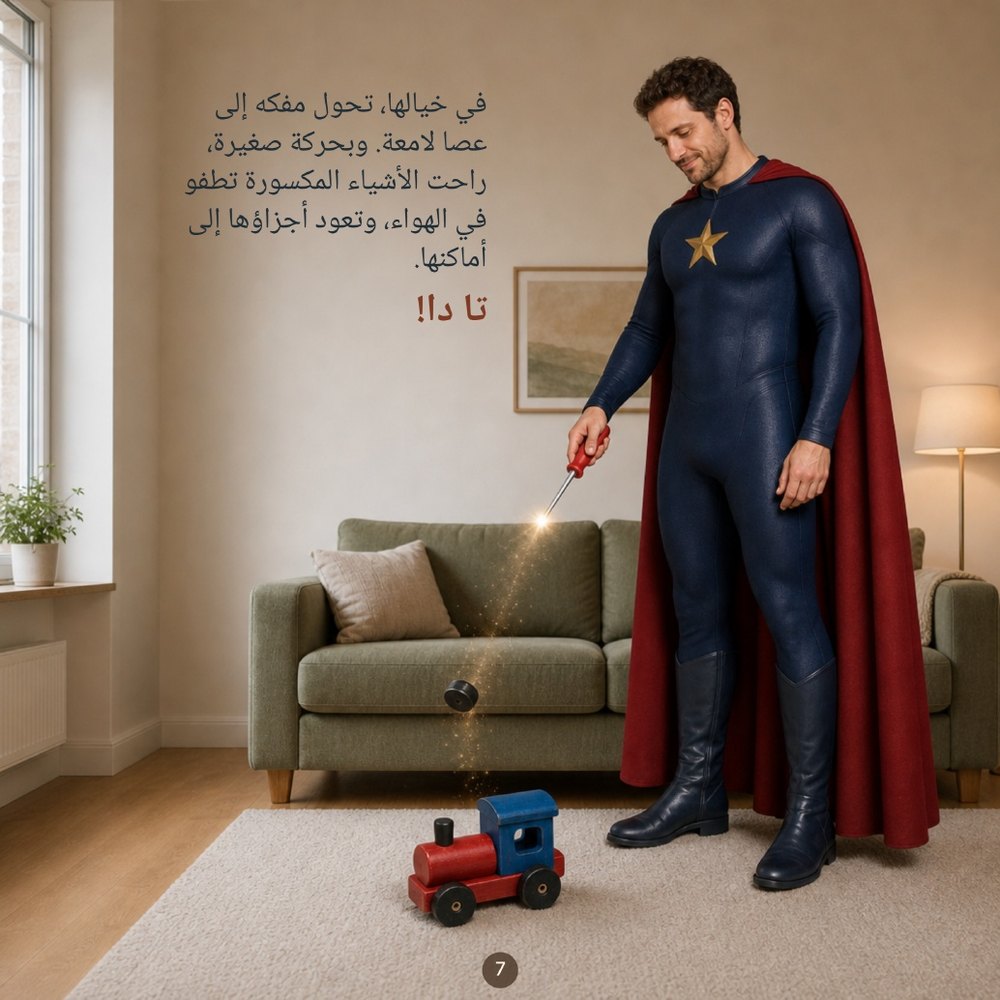 في خيالها، تحول مفكه إلى
عصا لامعة. وبحركة صغيرة،
راحت الأشياء المكسورة تطفو
في الهواء، وتعود أجزاؤها إلى
أماكنها.
تا دا!
7